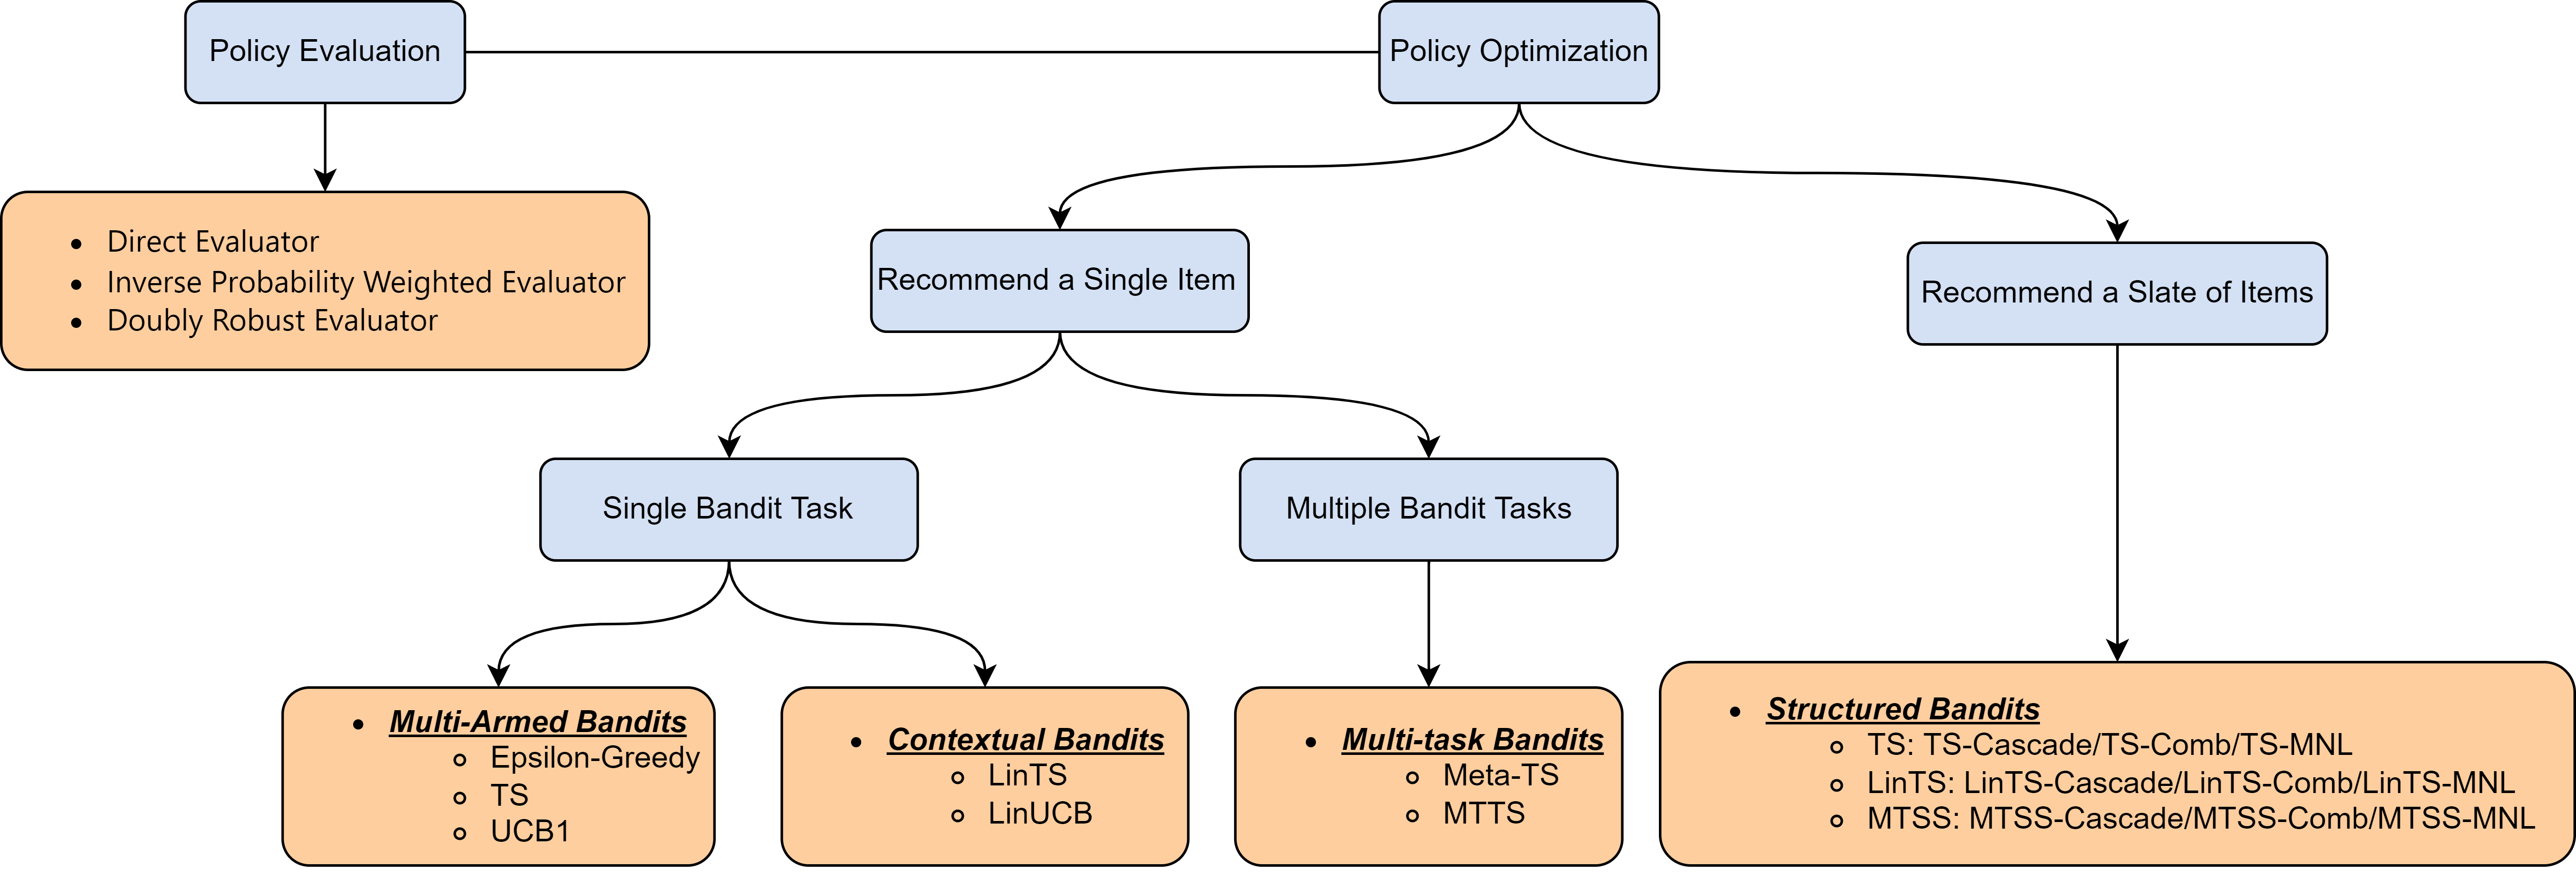 Policy Evaluation
Policy Optimization
Direct Evaluator
Inverse Probability Weighted Evaluator
Doubly Robust Evaluator
Recommend a Single Item
Recommend a Slate of Items
Single Bandit Task
Multiple Bandit Tasks
Multi-Armed Bandits
Epsilon-Greedy
TS
UCB1
Contextual Bandits
LinTS
LinUCB
Multi-task Bandits
Meta-TS
MTTS
Structured Bandits
TS: TS-Cascade/TS-Comb/TS-MNL
LinTS: LinTS-Cascade/LinTS-Comb/LinTS-MNL
MTSS: MTSS-Cascade/MTSS-Comb/MTSS-MNL